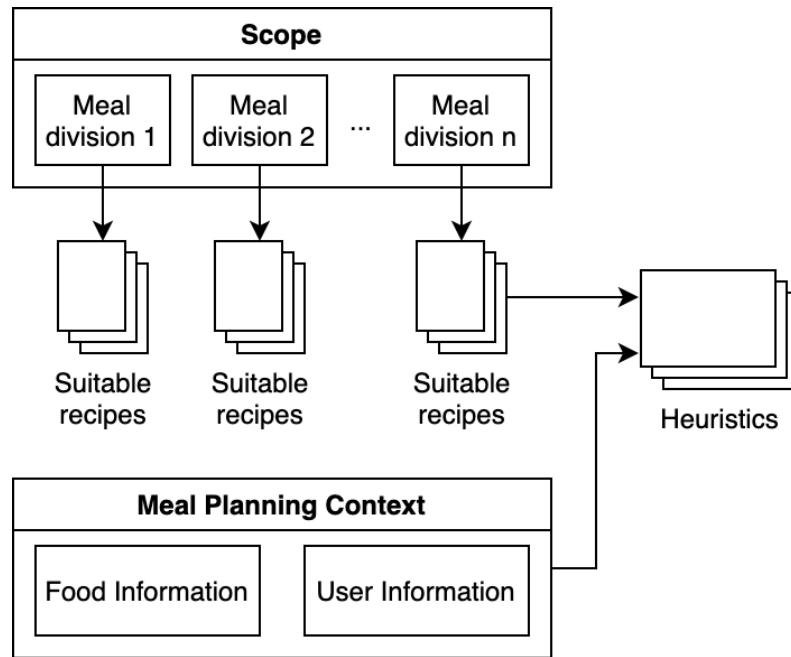 Scope
Meal
division 1
Meal
division 2
...
Meal
division n
Suitable
recipes
Suitable
recipes
Suitable
recipes
Heuristics
Meal Planning Context
Food Information
User Information